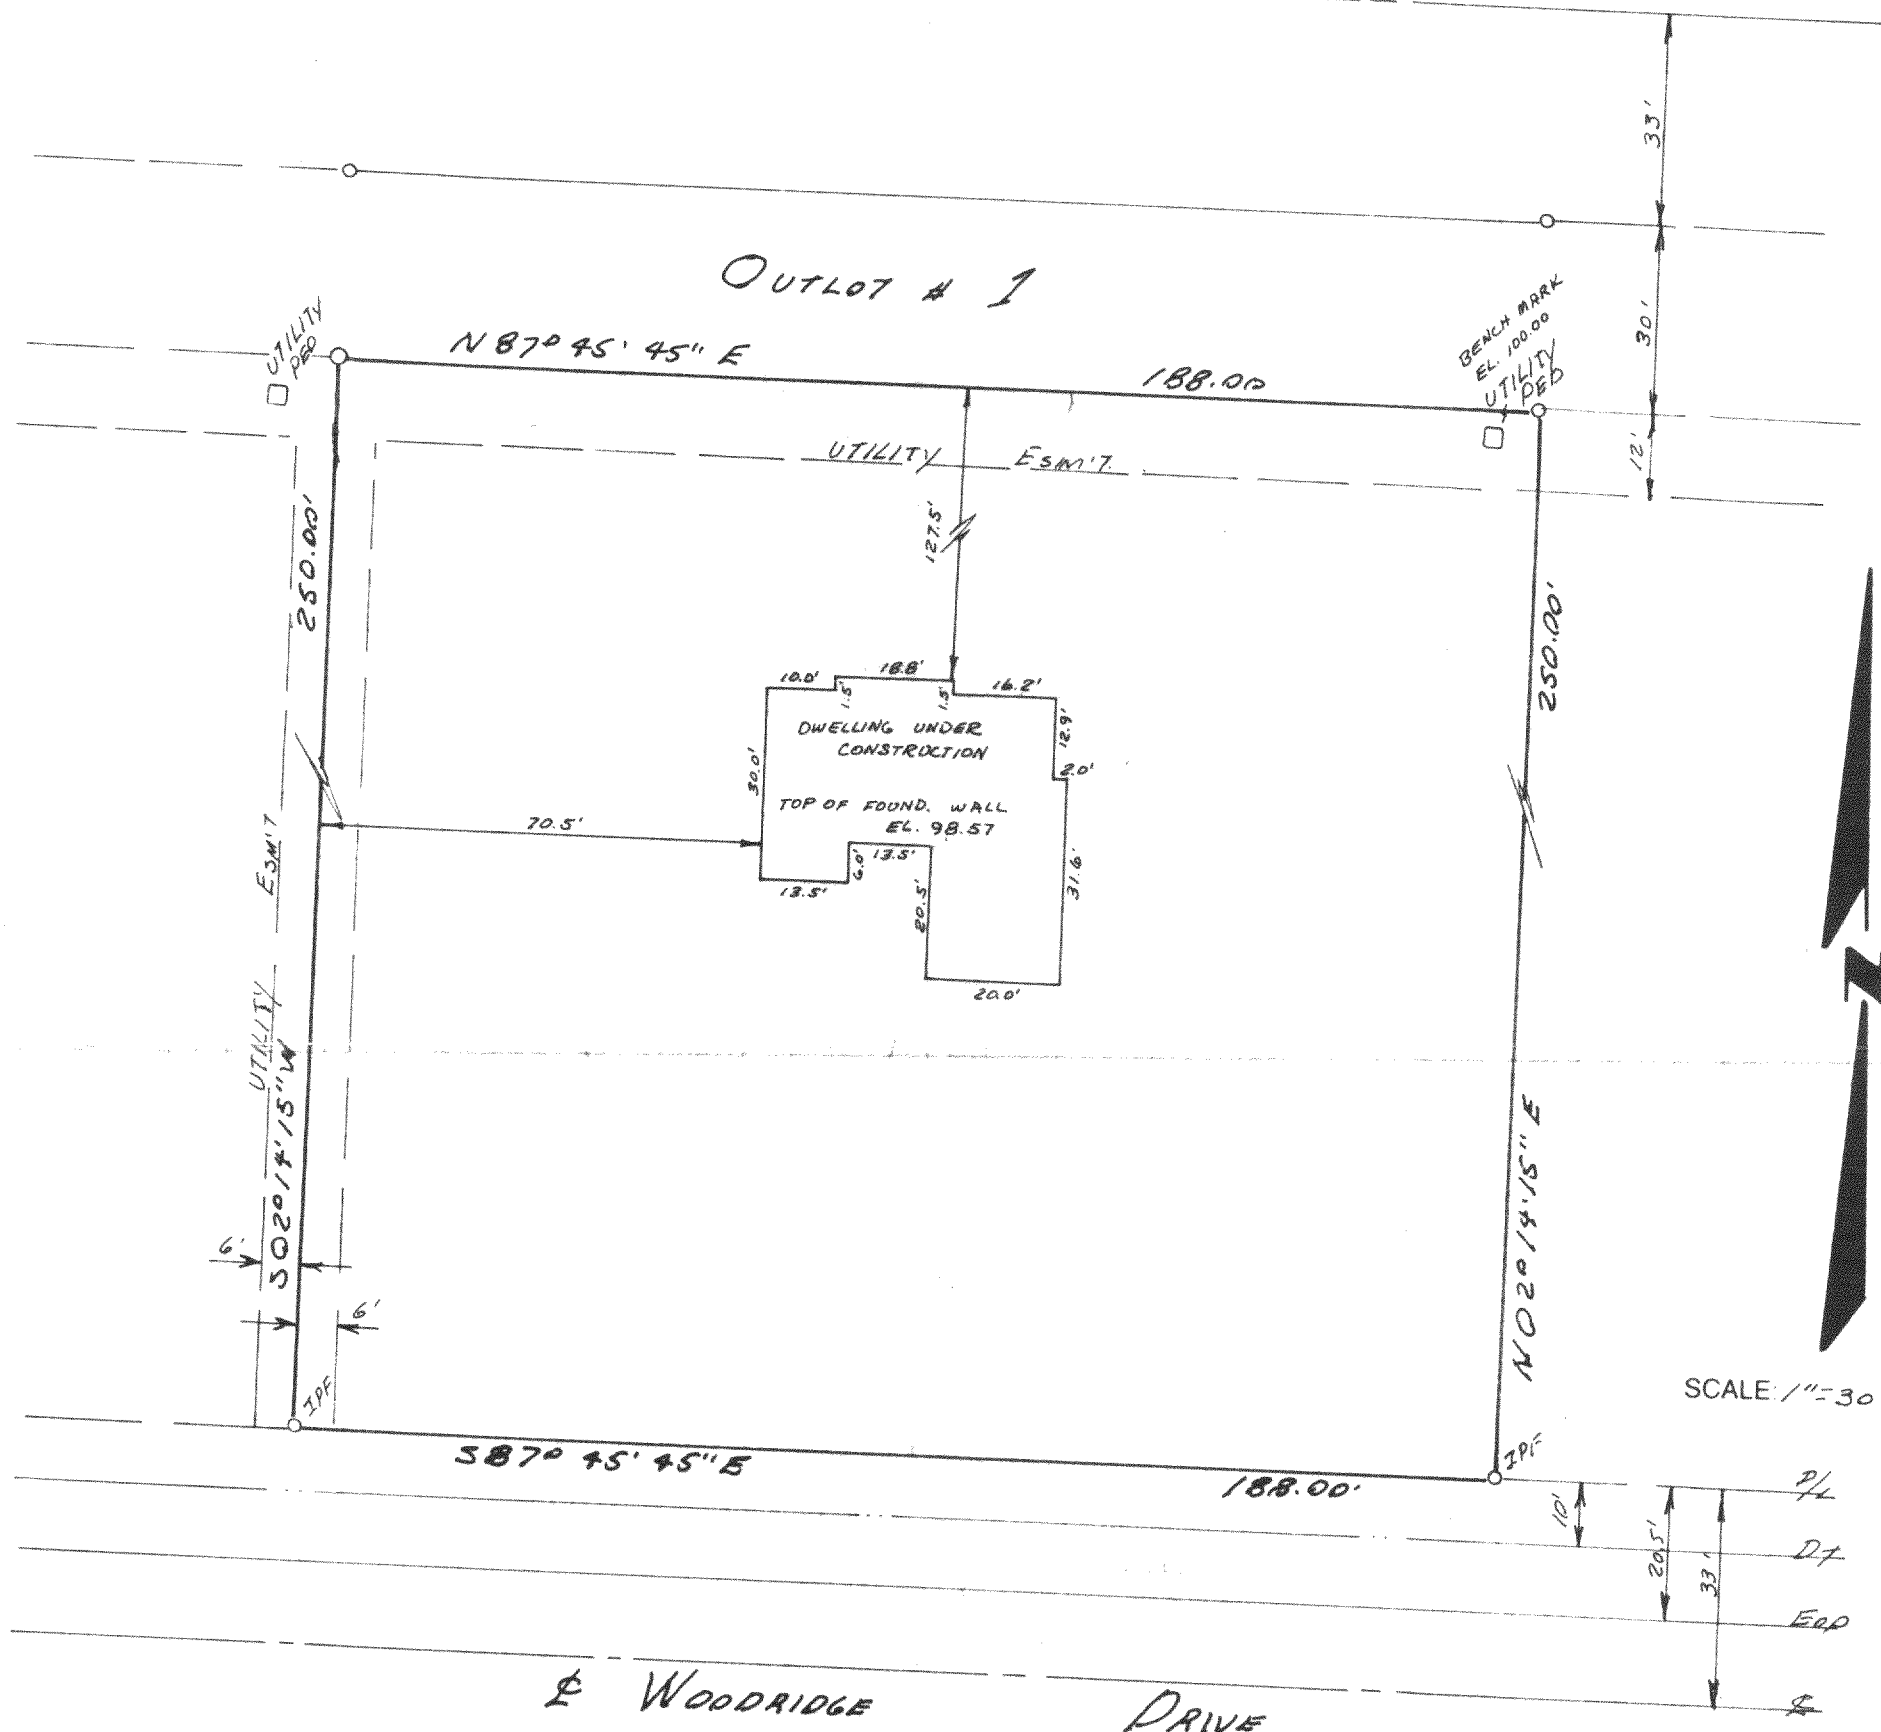 33'
OUTLOT # 1
30'
12'
UTILITY
PED
N 87° 45' 45" E
188.00
BENCH MARK
EL. 100.00
UTILITY
PED
UTILITY ESM'T.
250.00'
127.5'
250.00'
10.0'
1.5'
18.8'
1.5'
16.2'
12.9'
2.0'
DWELLING UNDER
CONSTRUCTION
30.0'
TOP OF FOUND. WALL
EL. 98.57
70.5'
13.5'
6.0'
13.5'
20.5'
31.6'
20.0'
UTILITY ESM'T
S 02° 14' 15" W
N 02° 14' 15" E
6'
6'
IPF
SCALE: 1"=30
N
S 87° 45' 45" E
188.00'
IPF
10'
20.5'
33'
P/L
D/
EOP
℄
℄ WOODRIDGE DRIVE